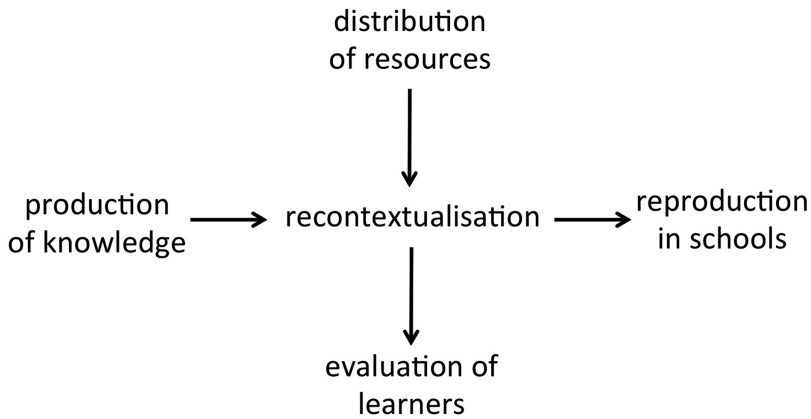 distribution
of resources
production
of knowledge
recontextualisation
reproduction
in schools
evaluation of
learners